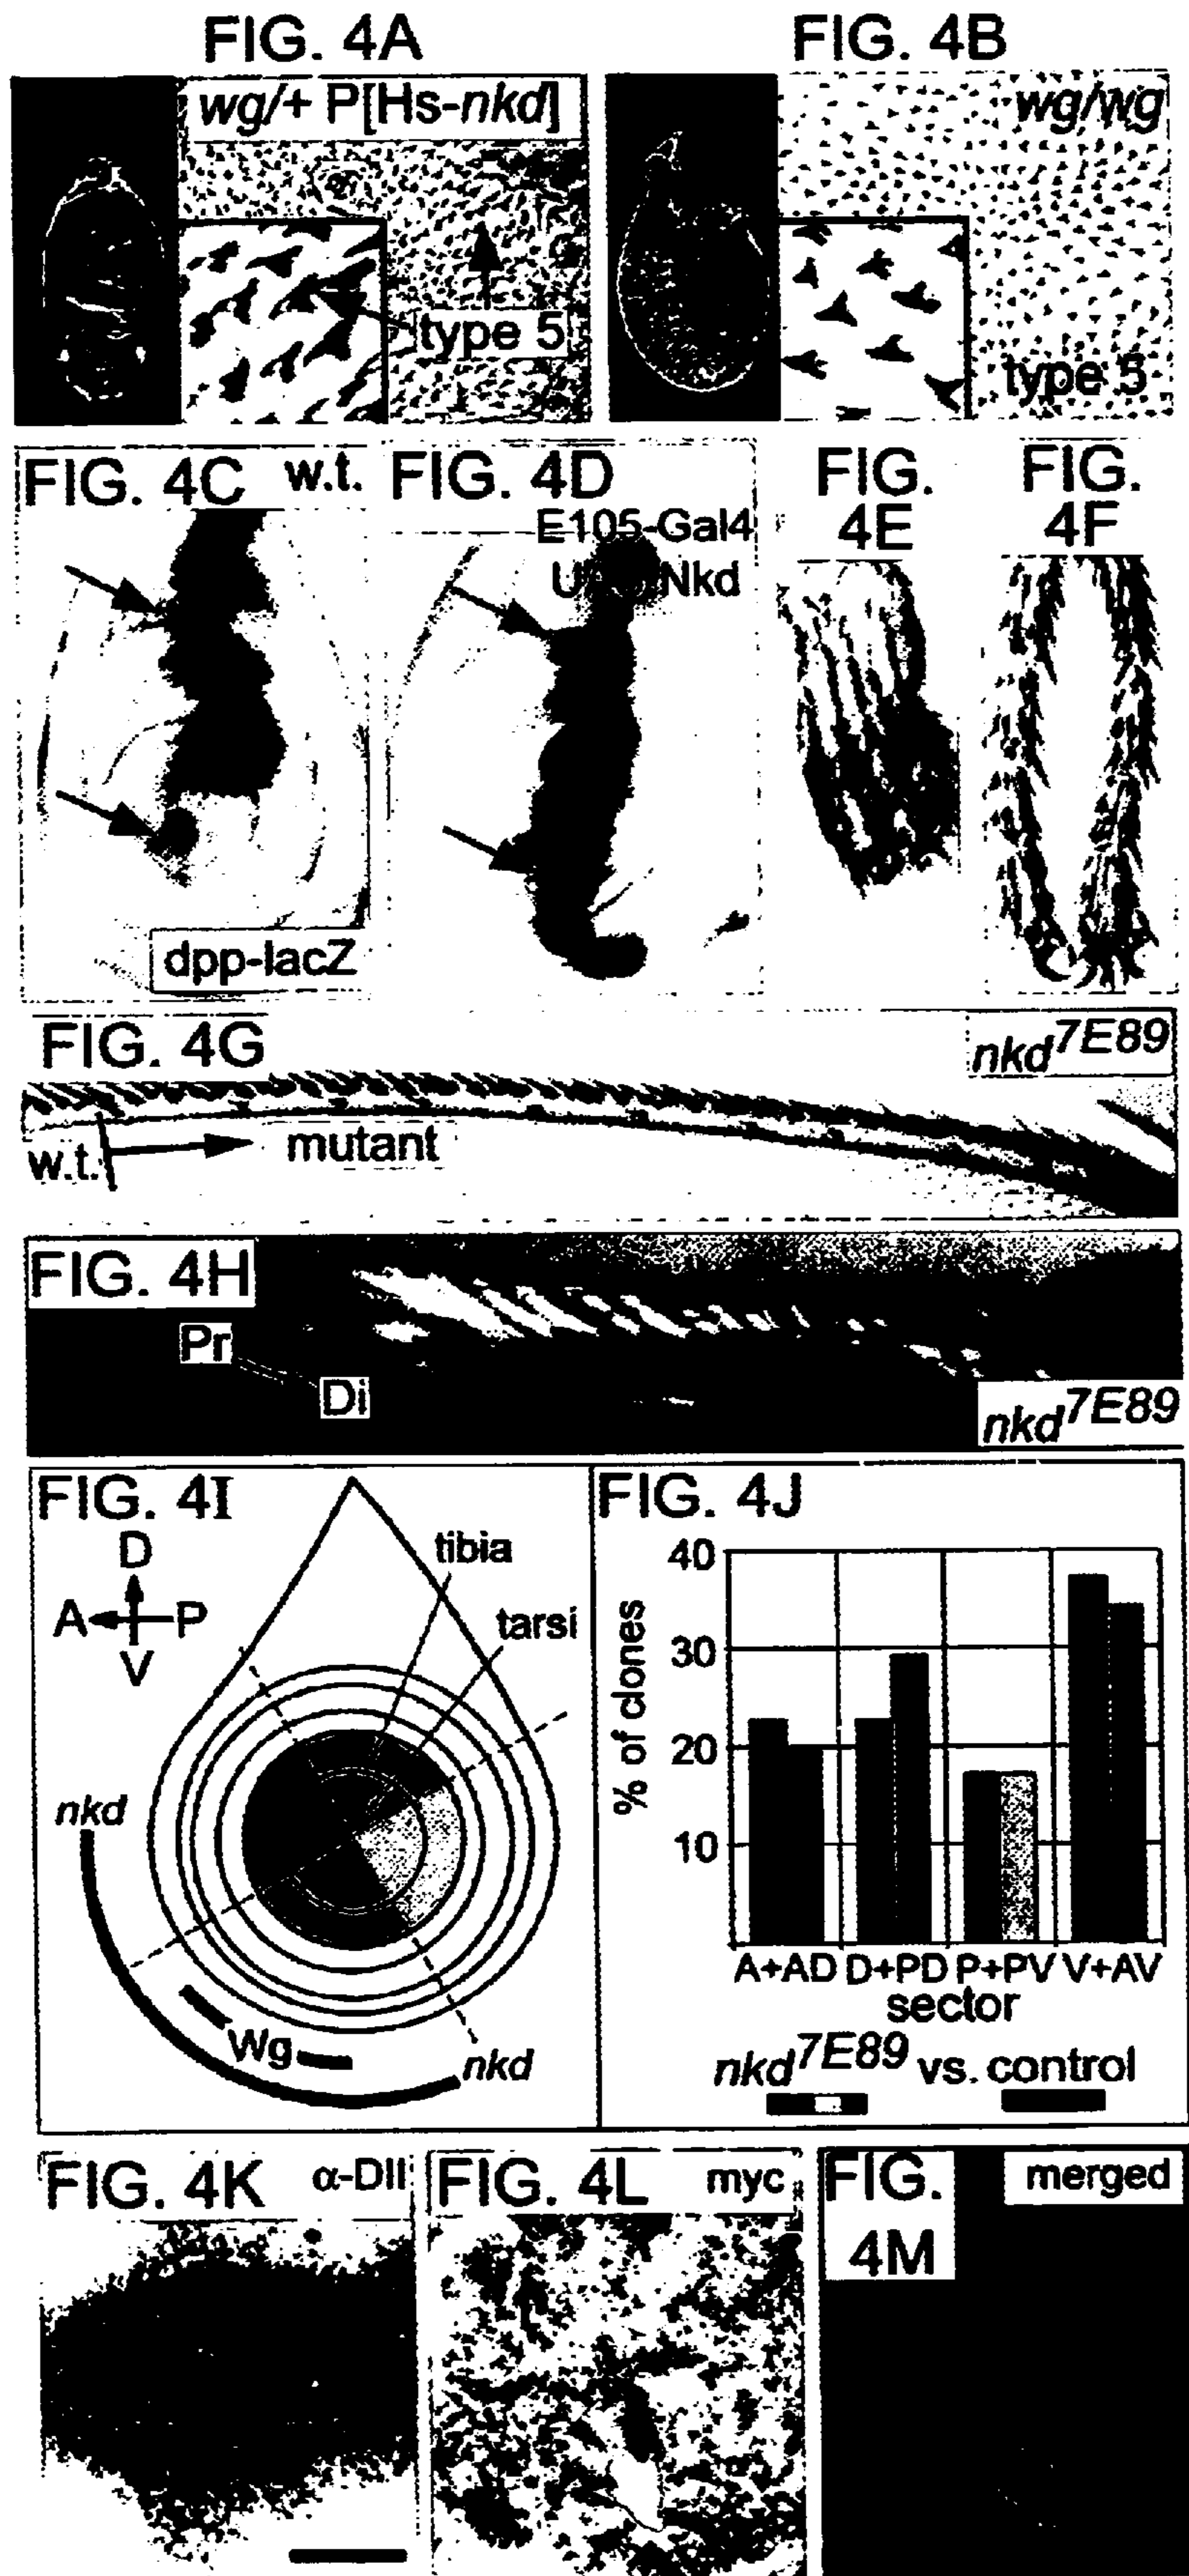 FIG. 4A
FIG. 4B
wg/+ P[Hs-nkd]
wg/wg
type 5
type 5
FIG. 4C
w.t.
FIG. 4D
E105-Gal4
Nkd
FIG.
4E
FIG.
4F
dpp-lacZ
FIG. 4G
nkd7E89
w.t.
mutant
FIG. 4H
Pr
Di
nkd7E89
FIG. 4I
D
A P
V
tibia
tarsi
nkd
Wg
nkd
FIG. 4J
40
30
20
10
% of clones
A+AD D+PD P+PV V+AV
sector
nkd7E89 vs. control
FIG. 4K
α-Dll
FIG. 4L
myc
FIG.
4M
merged